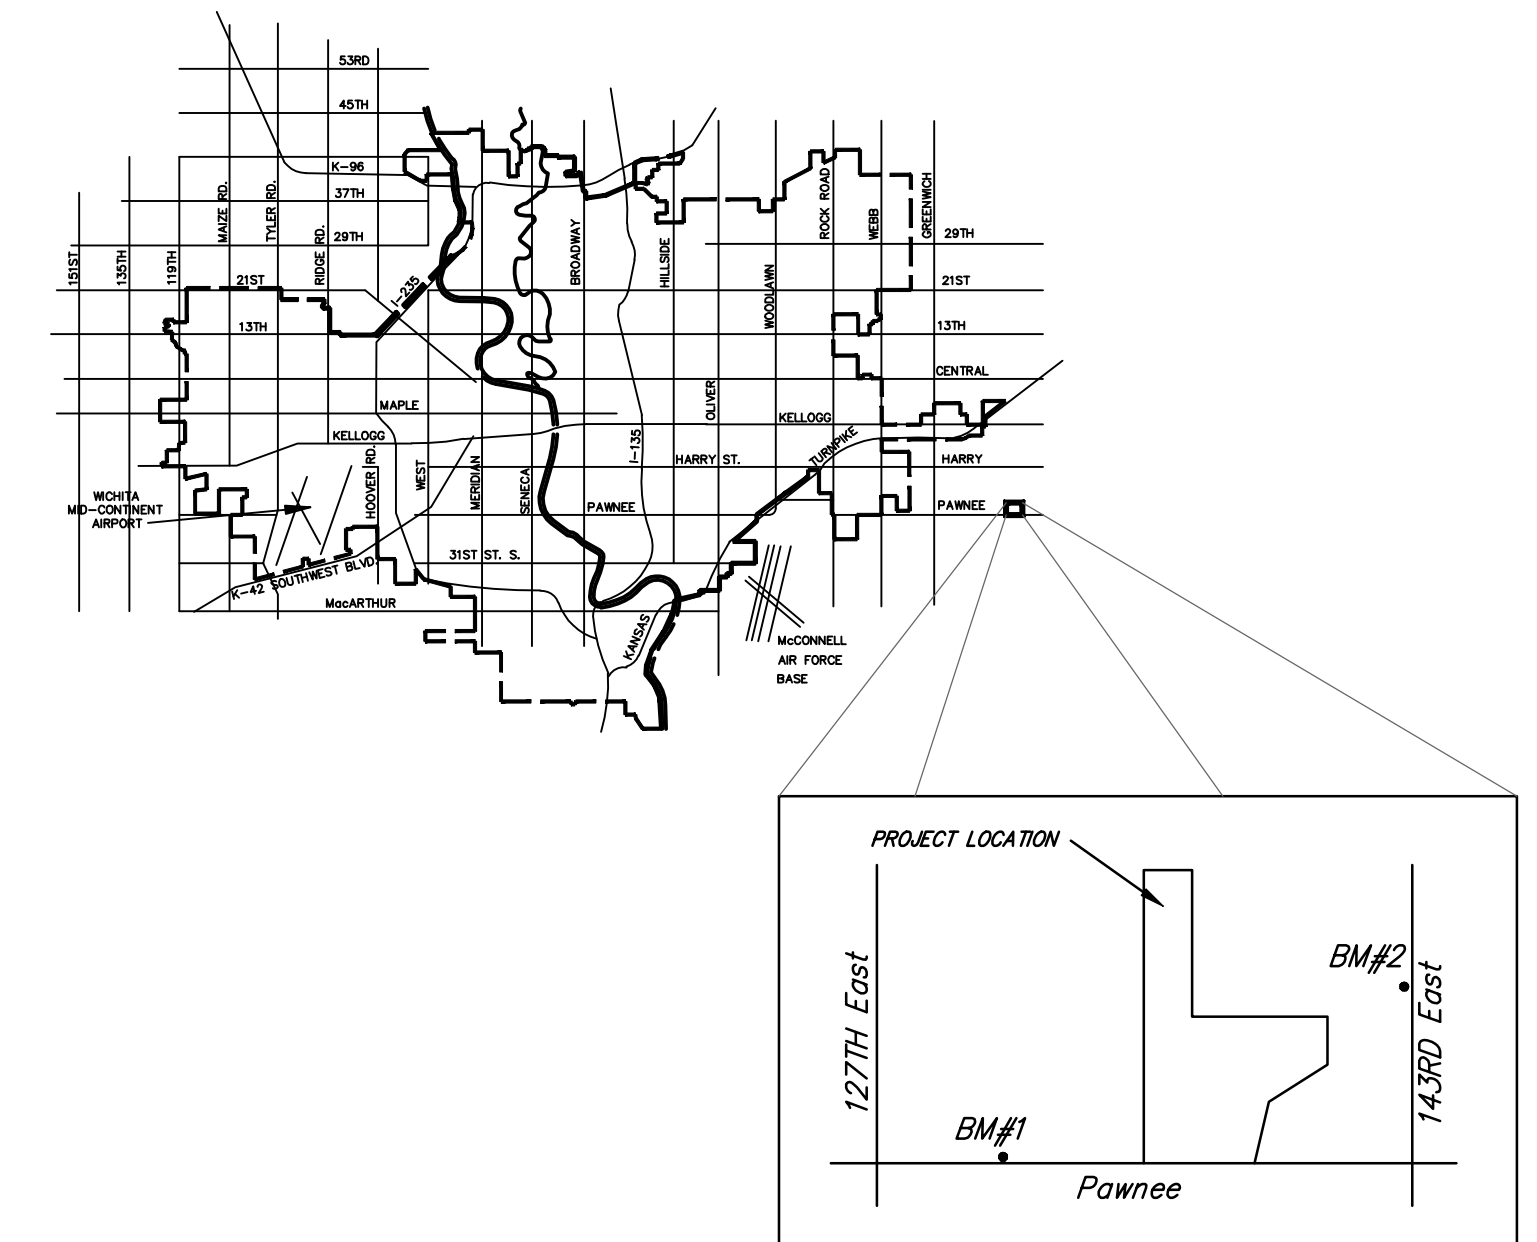 53RD
45TH
K-96
37TH
29TH
21ST
13TH
151ST
135TH
119TH
MAIZE RD.
TYLER RD.
RIDGE RD.
I-235
BROADWAY
HILLSIDE
WOODLAWN
ROCK ROAD
WEBB
GREENWICH
29TH
21ST
13TH
CENTRAL
MAPLE
KELLOGG
HOOVER RD.
WEST
MERIDIAN
SENECA
I-135
OLIVER
KELLOGG
TURNPIKE
HARRY ST.
HARRY
PAWNEE
PAWNEE
WICHITA
MID-CONTINENT
AIRPORT
31ST ST. S.
K-42 SOUTHWEST BLVD.
MacARTHUR
KANSAS
McCONNELL
AIR FORCE
BASE
PROJECT LOCATION
127TH East
BM#2
143RD East
BM#1
Pawnee